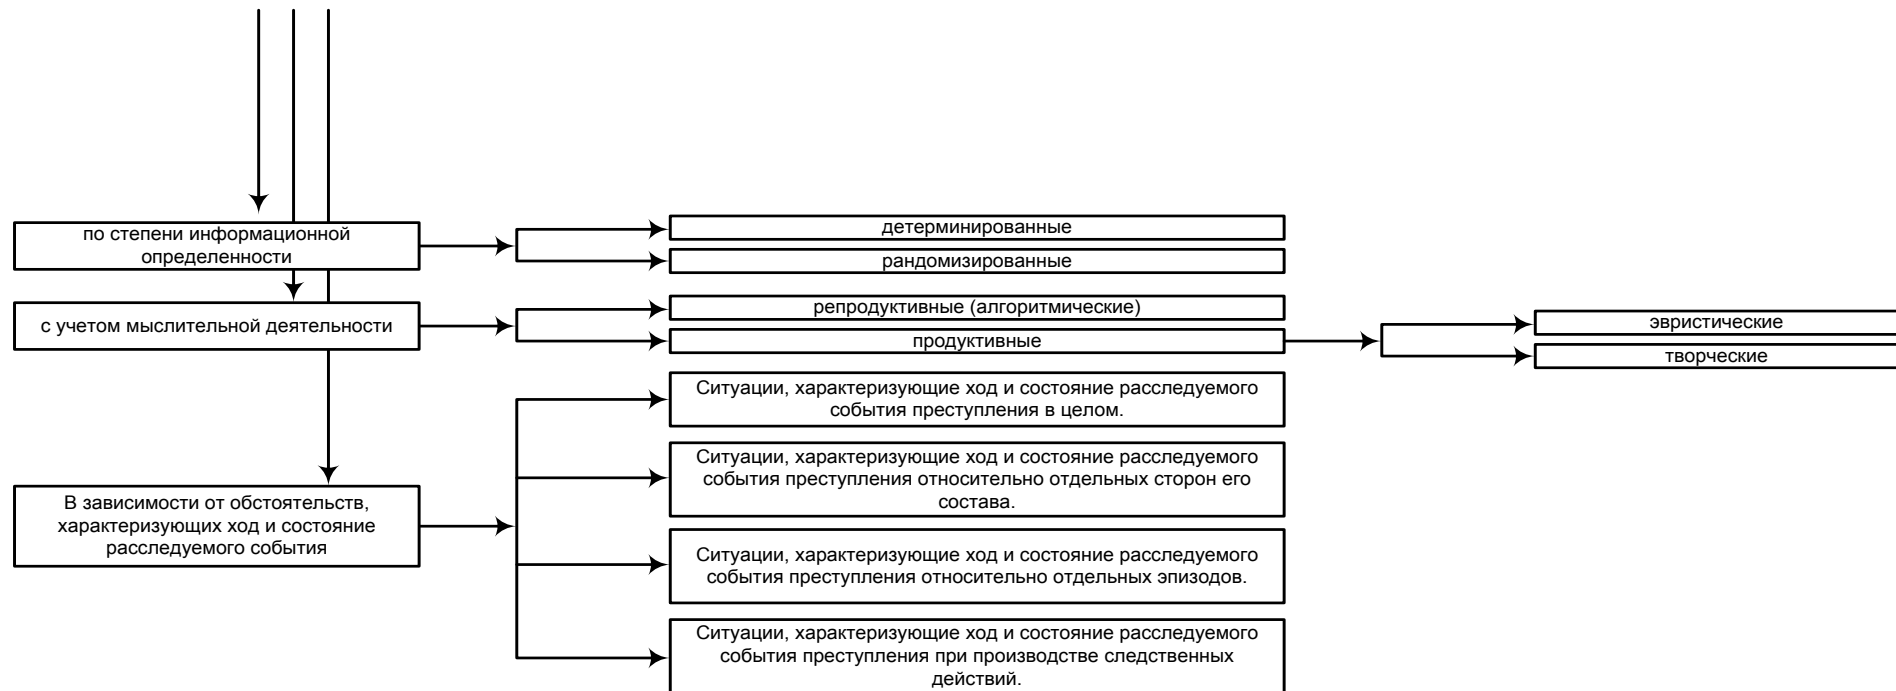 по степени информационной
определенности
детерминированные
рандомизированные
с учетом мыслительной деятельности
репродуктивные (алгоритмические)
продуктивные
эвристические
творческие
В зависимости от обстоятельств,
характеризующих ход и состояние
расследуемого события
Ситуации, характеризующие ход и состояние расследуемого
события преступления в целом.
Ситуации, характеризующие ход и состояние расследуемого
события преступления относительно отдельных сторон его
состава.
Ситуации, характеризующие ход и состояние расследуемого
события преступления относительно отдельных эпизодов.
Ситуации, характеризующие ход и состояние расследуемого
события преступления при производстве следственных
действий.